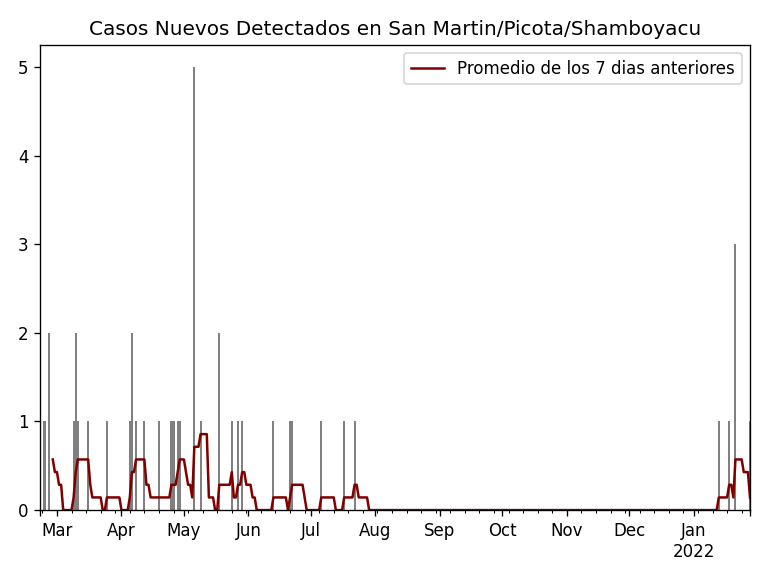 Casos Nuevos Detectados en San Martin/Picota/Shamboyacu
Promedio de los 7 dias anteriores
5
4
3
2
1
0
Mar Apr May Jun Jul Aug Sep Oct Nov Dec Jan
2022